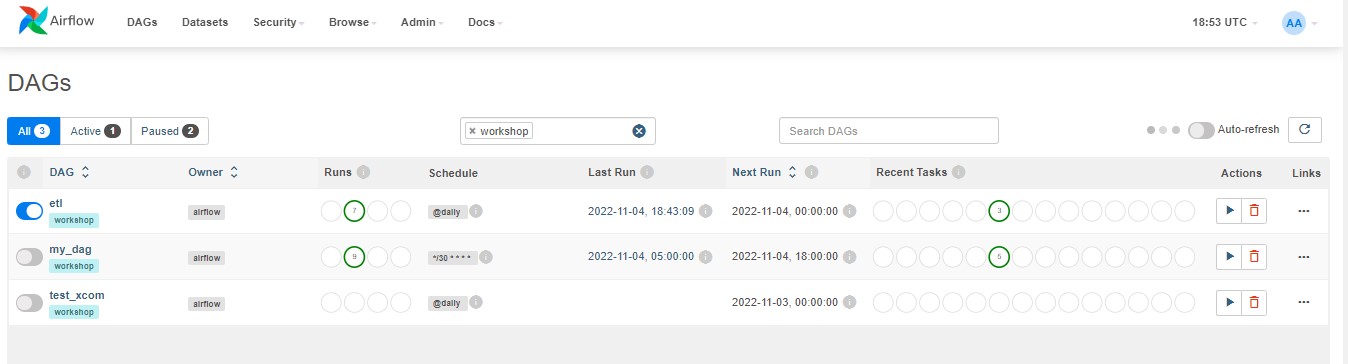 Airflow DAGs Datasets Security Browse Admin Docs 18:53 UTC AA
DAGs
All 3 Active 1 Paused 2 × workshop Search DAGs Auto-refresh
DAG Owner Runs Schedule Last Run Next Run Recent Tasks Actions Links
etl airflow 7 @daily 2022-11-04, 18:43:09 2022-11-04, 00:00:00 3
workshop
my_dag airflow 9 */30 * * * * 2022-11-04, 05:00:00 2022-11-04, 18:00:00 5
workshop
test_xcom airflow @daily 2022-11-03, 00:00:00
workshop